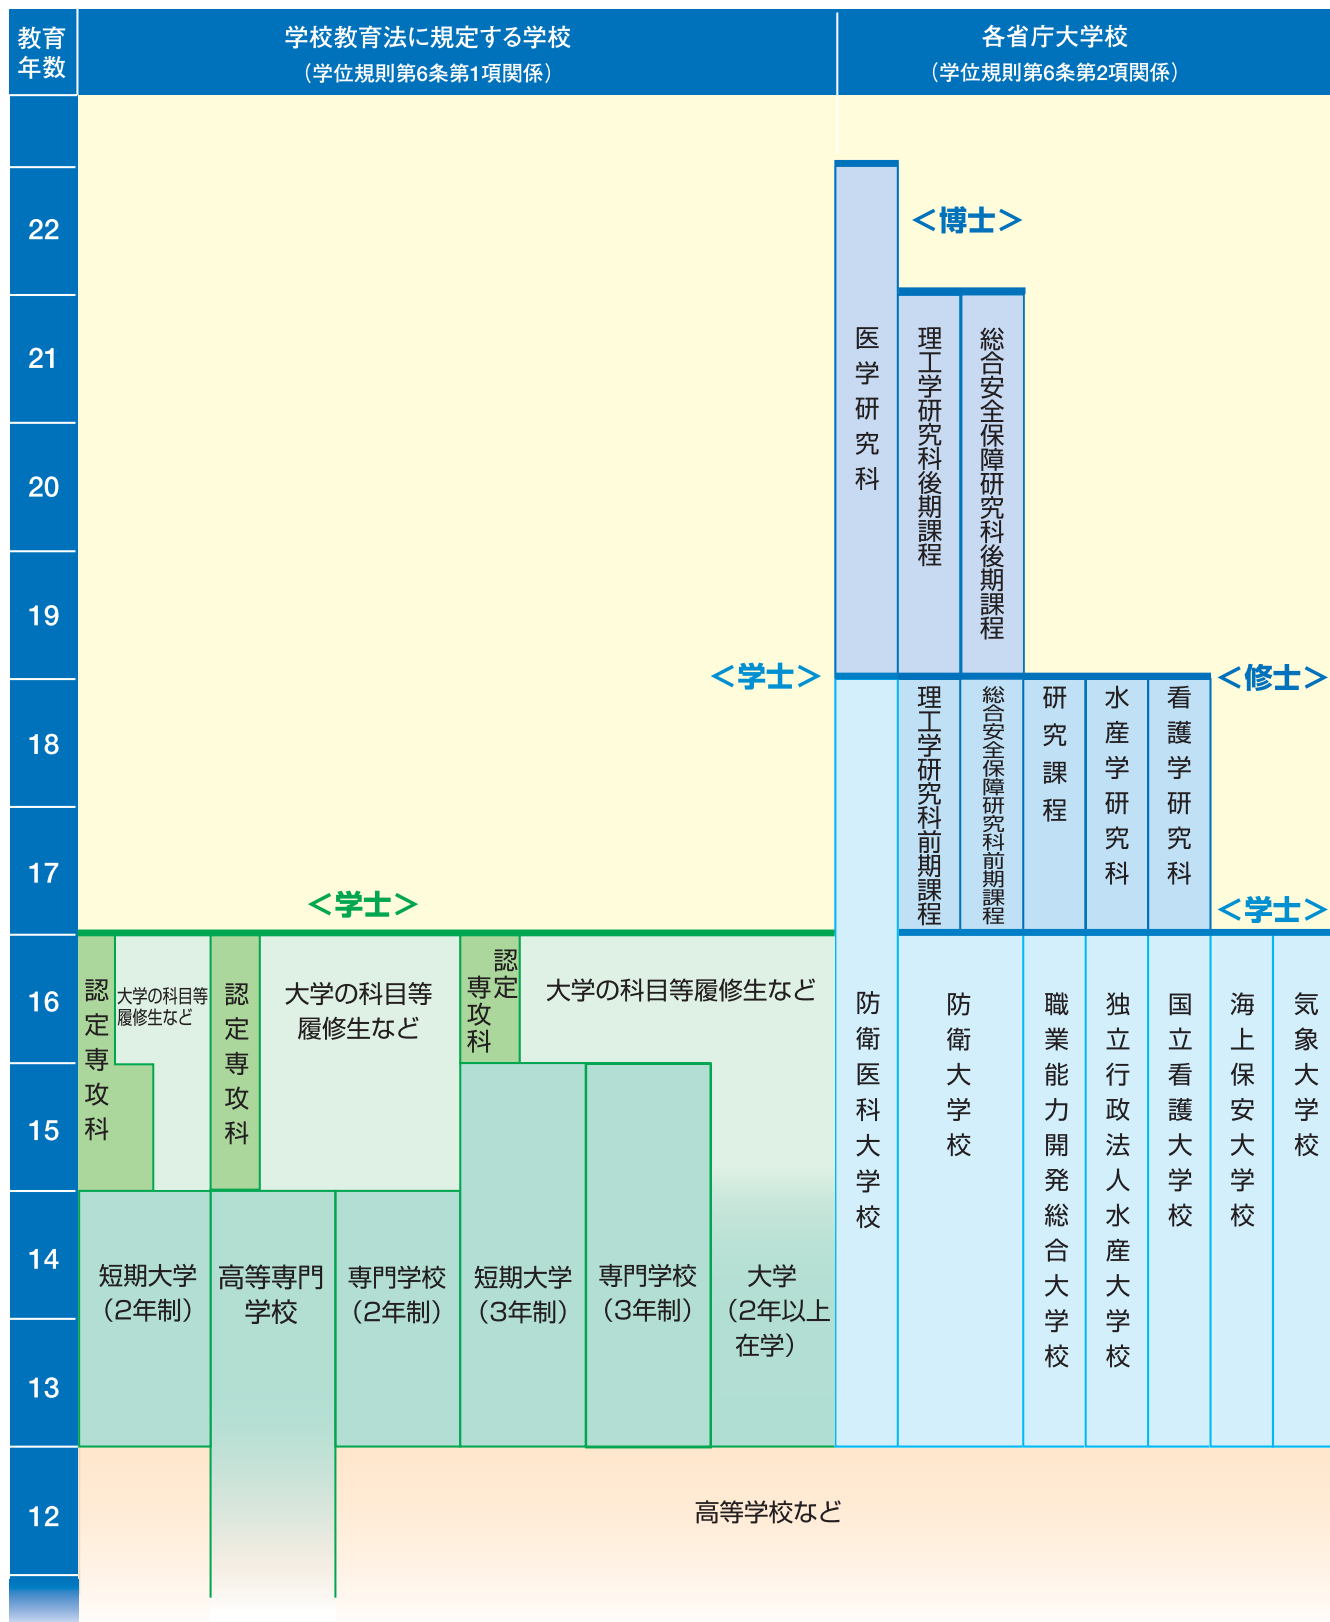 教育
年数
学校教育法に規定する学校
（学位規則第6条第1項関係）
各省庁大学校
（学位規則第6条第2項関係）
22
21
20
19
18
17
16
15
14
13
12
＜博士＞
医学研究科
理工学研究科後期課程
総合安全保障研究科後期課程
＜学士＞
＜修士＞
理工学研究科前期課程
総合安全保障研究科前期課程
研究課程
水産学研究科
看護学研究科
＜学士＞
＜学士＞
認定専攻科
大学の科目等
履修生など
認定専攻科
大学の科目等
履修生など
認定
専攻科
大学の科目等履修生など
短期大学
（2年制）
高等専門
学校
専門学校
（2年制）
短期大学
（3年制）
専門学校
（3年制）
大学
（2年以上
在学）
防衛医科大学校
防衛大学校
職業能力開発総合大学校
独立行政法人水産大学校
国立看護大学校
海上保安大学校
気象大学校
高等学校など